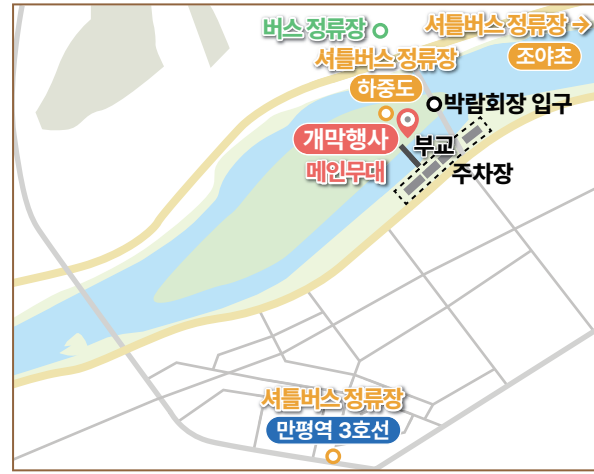 버스 정류장
셔틀버스 정류장 →
조야초
셔틀버스 정류장
하중도
박람회장 입구
개막행사
메인무대
부교
주차장
셔틀버스 정류장
만평역 3호선